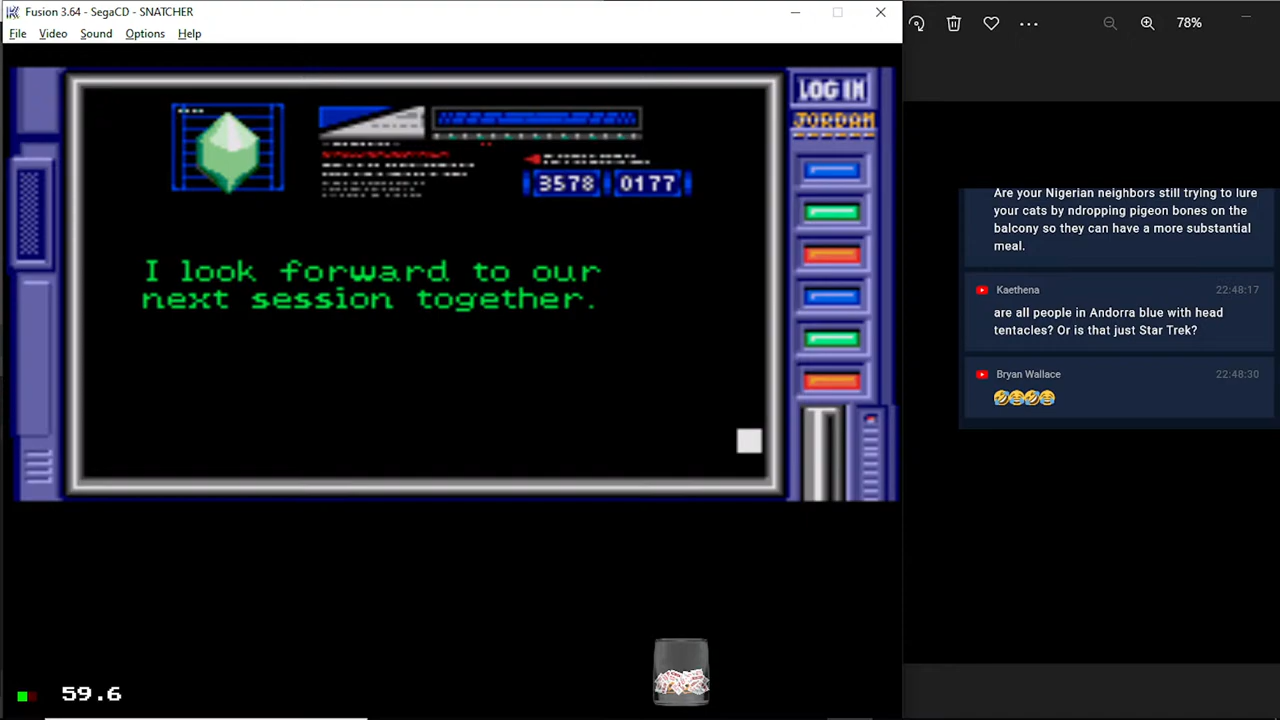 Fusion 3.64 - SegaCD - SNATCHER
File Video Sound Options Help
78%
LOG IN
JORDAN
3578 0177
I look forward to our
next session together.
Are your Nigerian neighbors still trying to lure
your cats by ndropping pigeon bones on the
balcony so they can have a more substantial
meal.
Kaethena 22:48:17
are all people in Andorra blue with head
tentacles? Or is that just Star Trek?
Bryan Wallace 22:48:30
🤣😂🤣😂
59.6